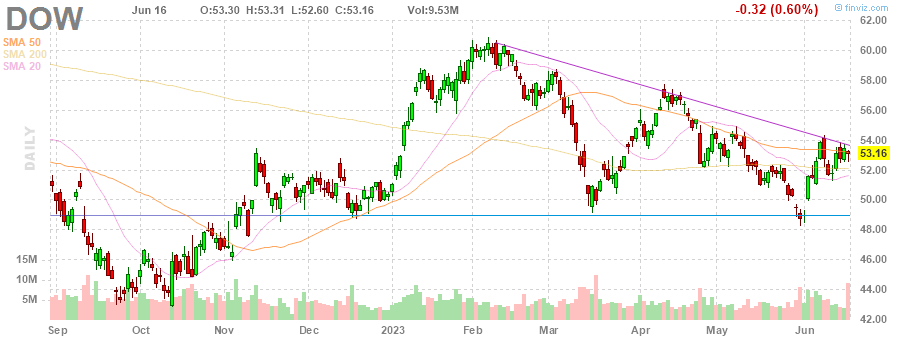 DOW
Jun 16 O:53.30 H:53.31 L:52.60 C:53.16 Vol:9.53M
-0.32 (0.60%)
© finviz.com
SMA 50
SMA 200
SMA 20
DAILY
62.00
60.00
58.00
56.00
54.00
53.16
52.00
50.00
48.00
46.00
44.00
42.00
15M
10M
5M
Sep Oct Nov Dec 2023 Feb Mar Apr May Jun